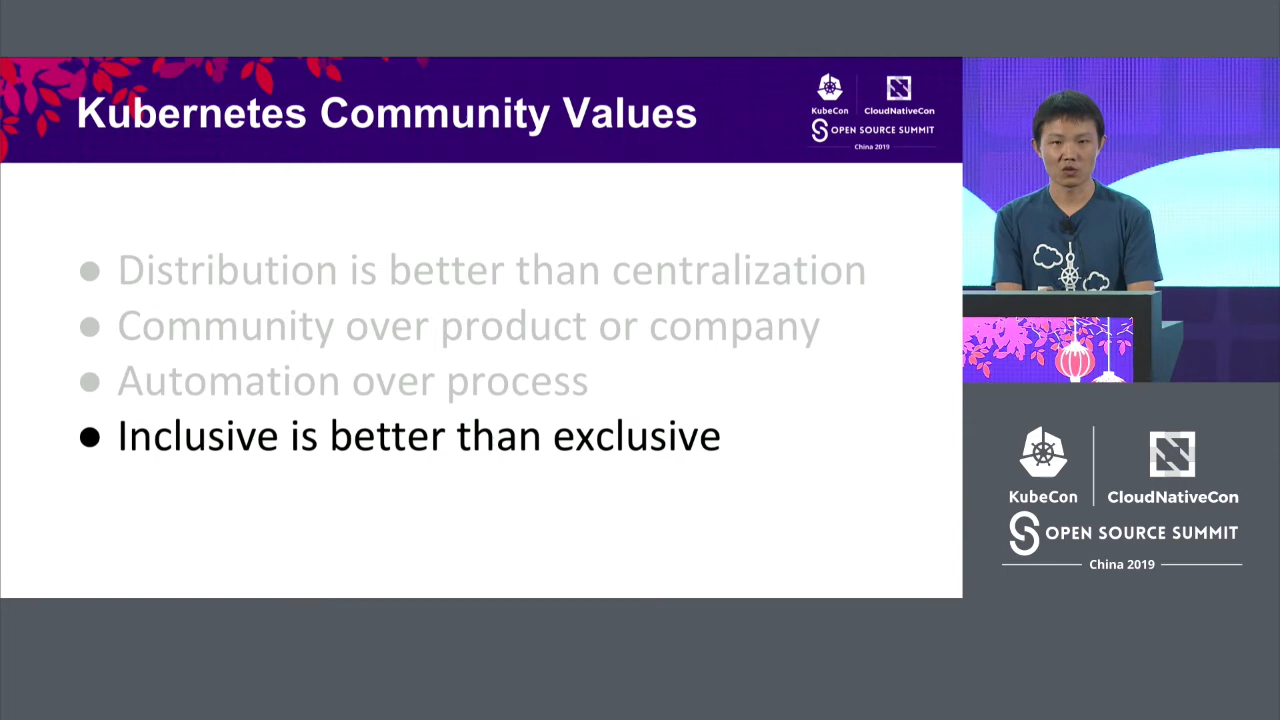 Kubernetes Community Values
KubeCon
CloudNativeCon
OPEN SOURCE SUMMIT
China 2019
● Distribution is better than centralization
● Community over product or company
● Automation over process
● Inclusive is better than exclusive
KubeCon
CloudNativeCon
OPEN SOURCE SUMMIT
China 2019